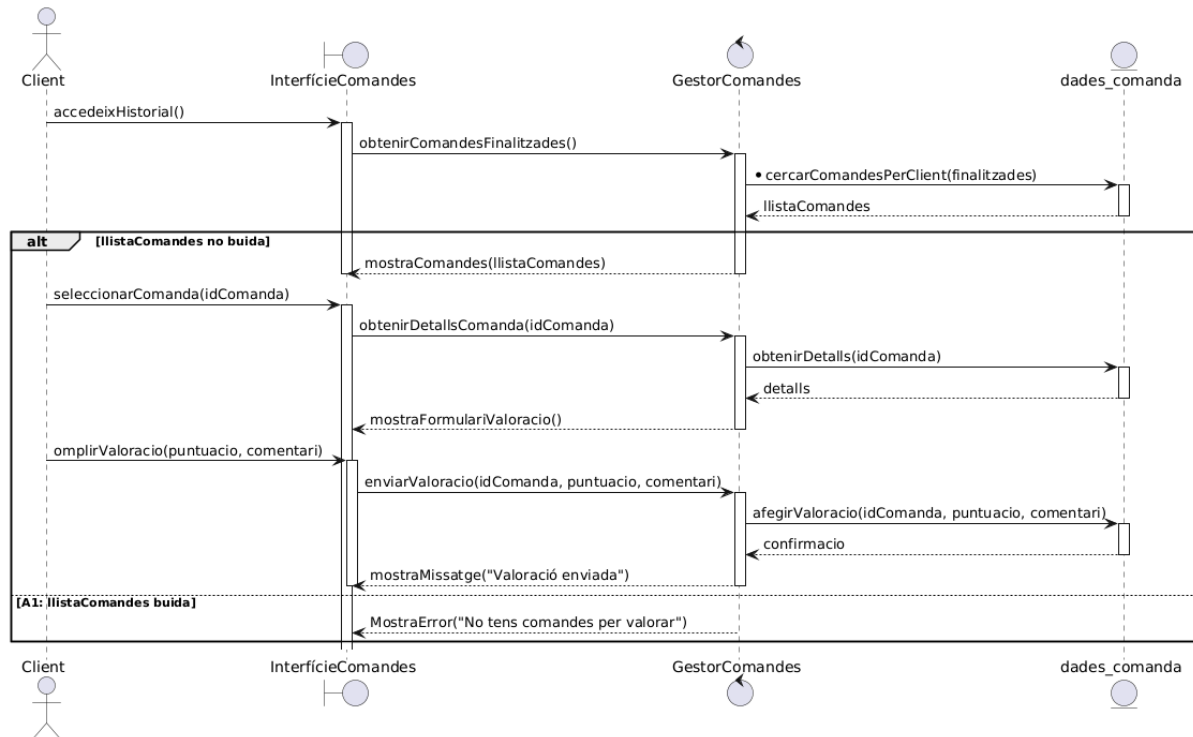 Client
InterfícieComandes
GestorComandes
dades_comanda
accedeixHistorial()
obtenirComandesFinalitzades()
cercarComandesPerClient(finalitzades)
llistaComandes
alt [llistaComandes no buida]
mostraComandes(llistaComandes)
seleccionarComanda(idComanda)
obtenirDetallsComanda(idComanda)
obtenirDetalls(idComanda)
detalls
mostraFormulariValoracio()
omplirValoracio(puntuacio, comentari)
enviarValoracio(idComanda, puntuacio, comentari)
afegirValoracio(idComanda, puntuacio, comentari)
confirmacio
mostraMissatge("Valoració enviada")
[A1: llistaComandes buida]
MostraError("No tens comandes per valorar")
Client
InterfícieComandes
GestorComandes
dades_comanda